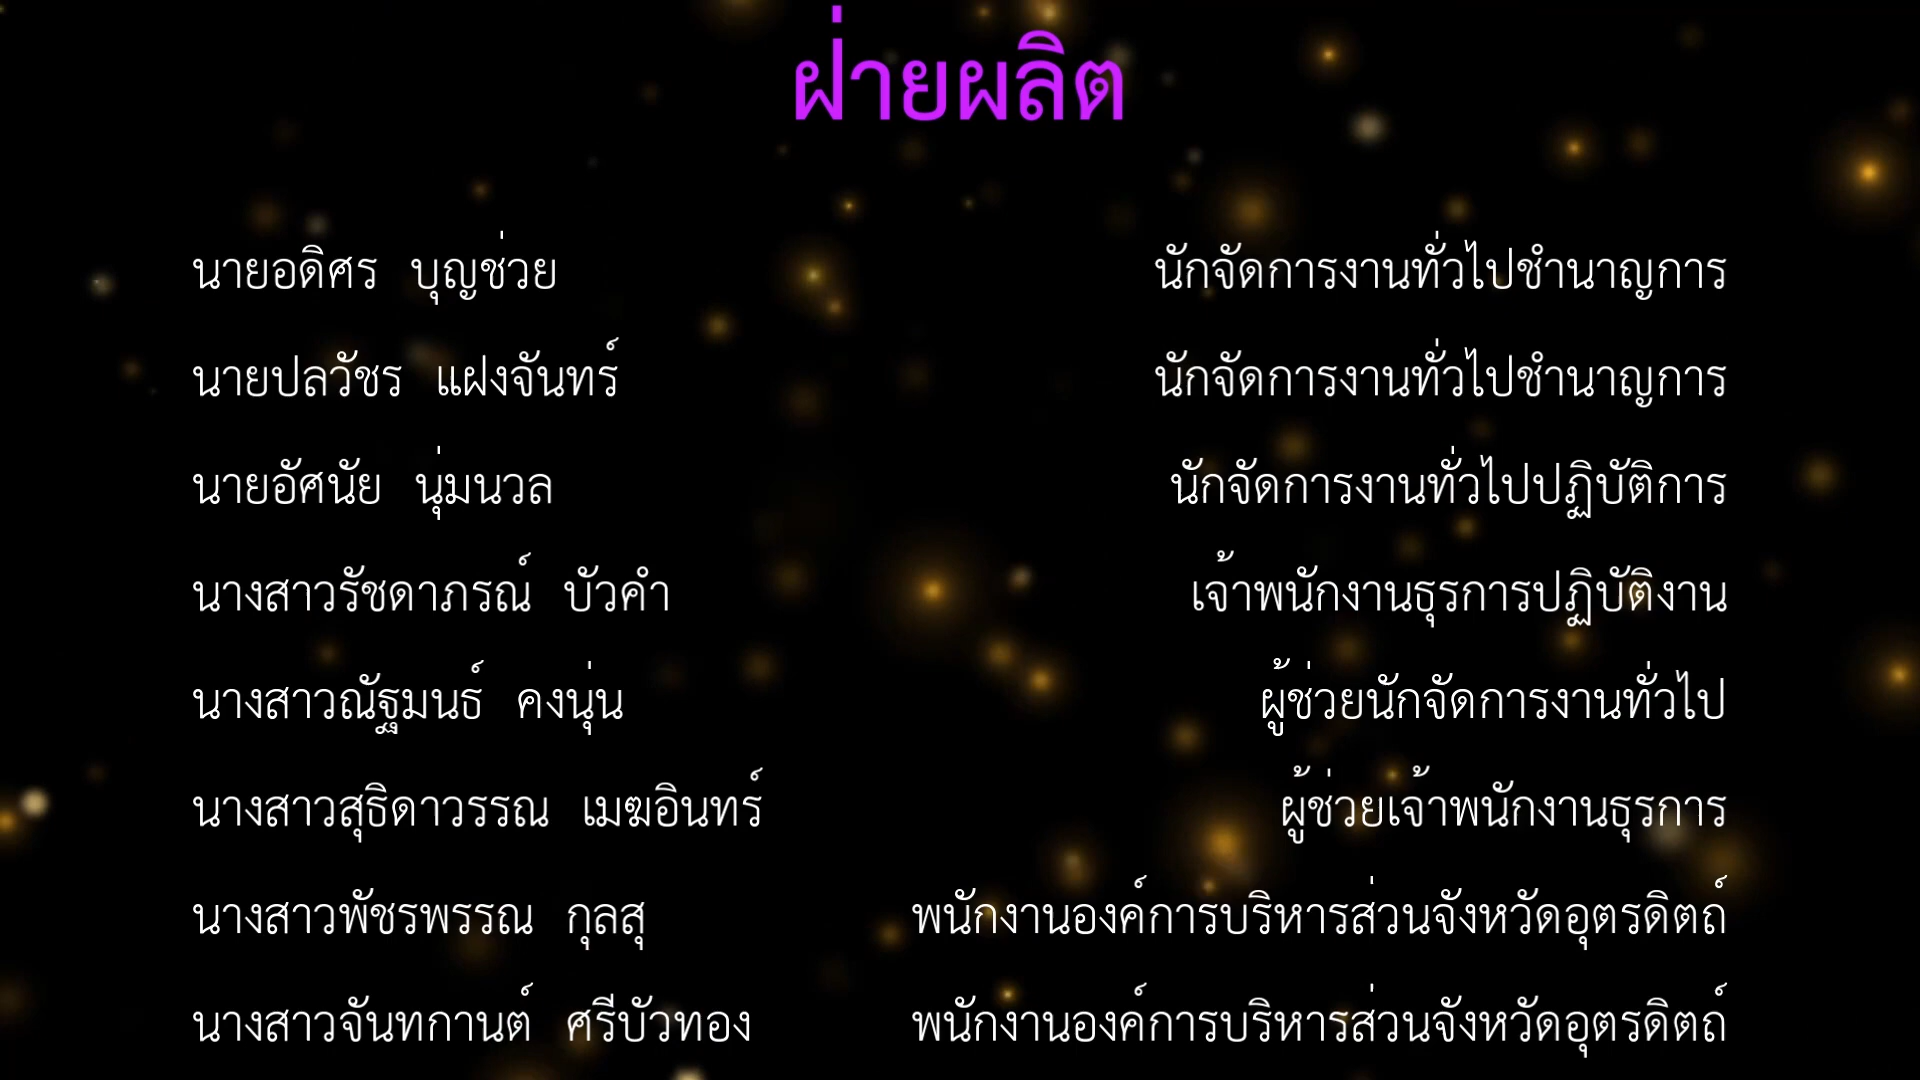 ฝ่ายผลิต
นายอดิศร บุญช่วย นักจัดการงานทั่วไปชำนาญการ
นายปลวัชร แฝงจันทร์ นักจัดการงานทั่วไปชำนาญการ
นายอัศนัย นุ่มนวล นักจัดการงานทั่วไปปฏิบัติการ
นางสาวรัชดาภรณ์ บัวคำ เจ้าพนักงานธุรการปฏิบัติงาน
นางสาวณัฐมนธ์ คงนุ่น ผู้ช่วยนักจัดการงานทั่วไป
นางสาวสุธิดาวรรณ เมฆอินทร์ ผู้ช่วยเจ้าพนักงานธุรการ
นางสาวพัชรพรรณ กุลสุ พนักงานองค์การบริหารส่วนจังหวัดอุตรดิตถ์
นางสาวจันทกานต์ ศรีบัวทอง พนักงานองค์การบริหารส่วนจังหวัดอุตรดิตถ์